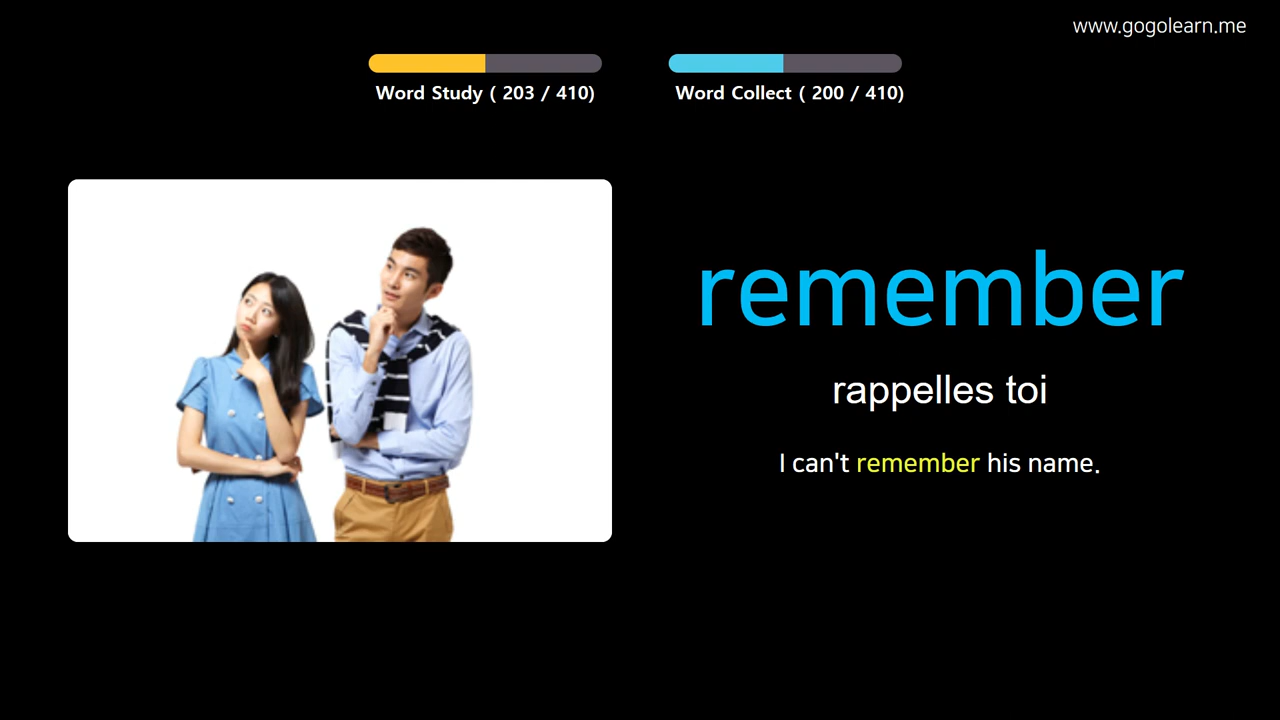 www.gogolearn.me
Word Study ( 203 / 410)
Word Collect ( 200 / 410)
remember
rappelles toi
I can't remember his name.